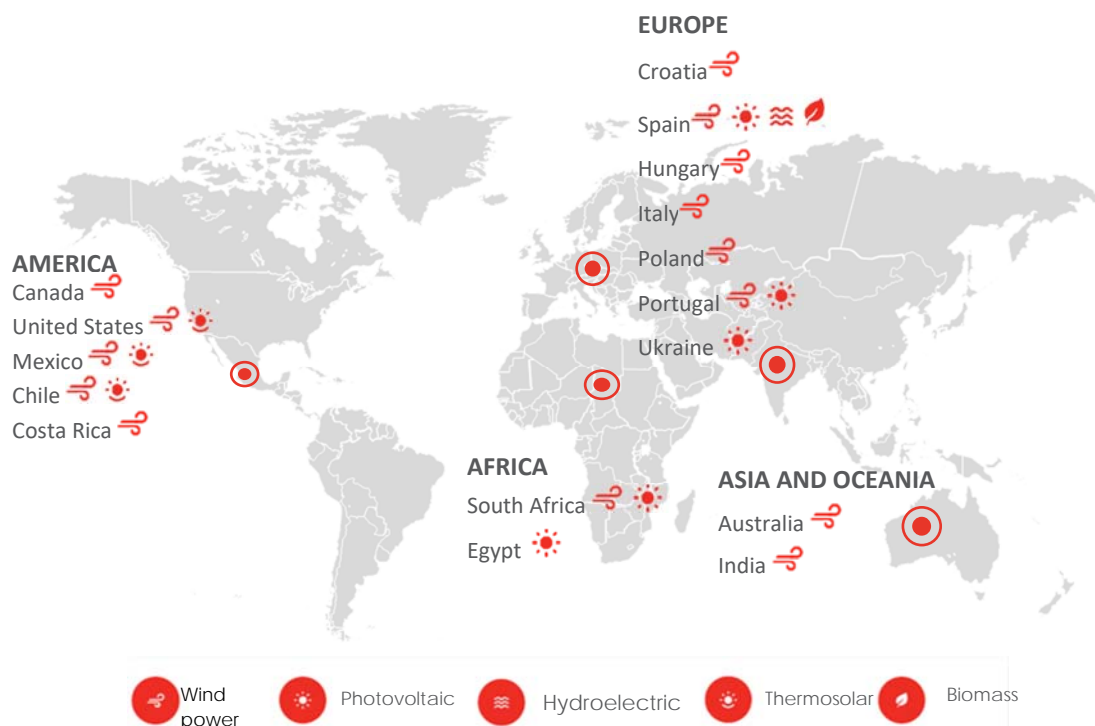 EUROPE
Croatia
Spain
Hungary
Italy
Poland
Portugal
Ukraine
AMERICA
Canada
United States
Mexico
Chile
Costa Rica
AFRICA
South Africa
Egypt
ASIA AND OCEANIA
Australia
India
Wind
power
Photovoltaic
Hydroelectric
Thermosolar
Biomass